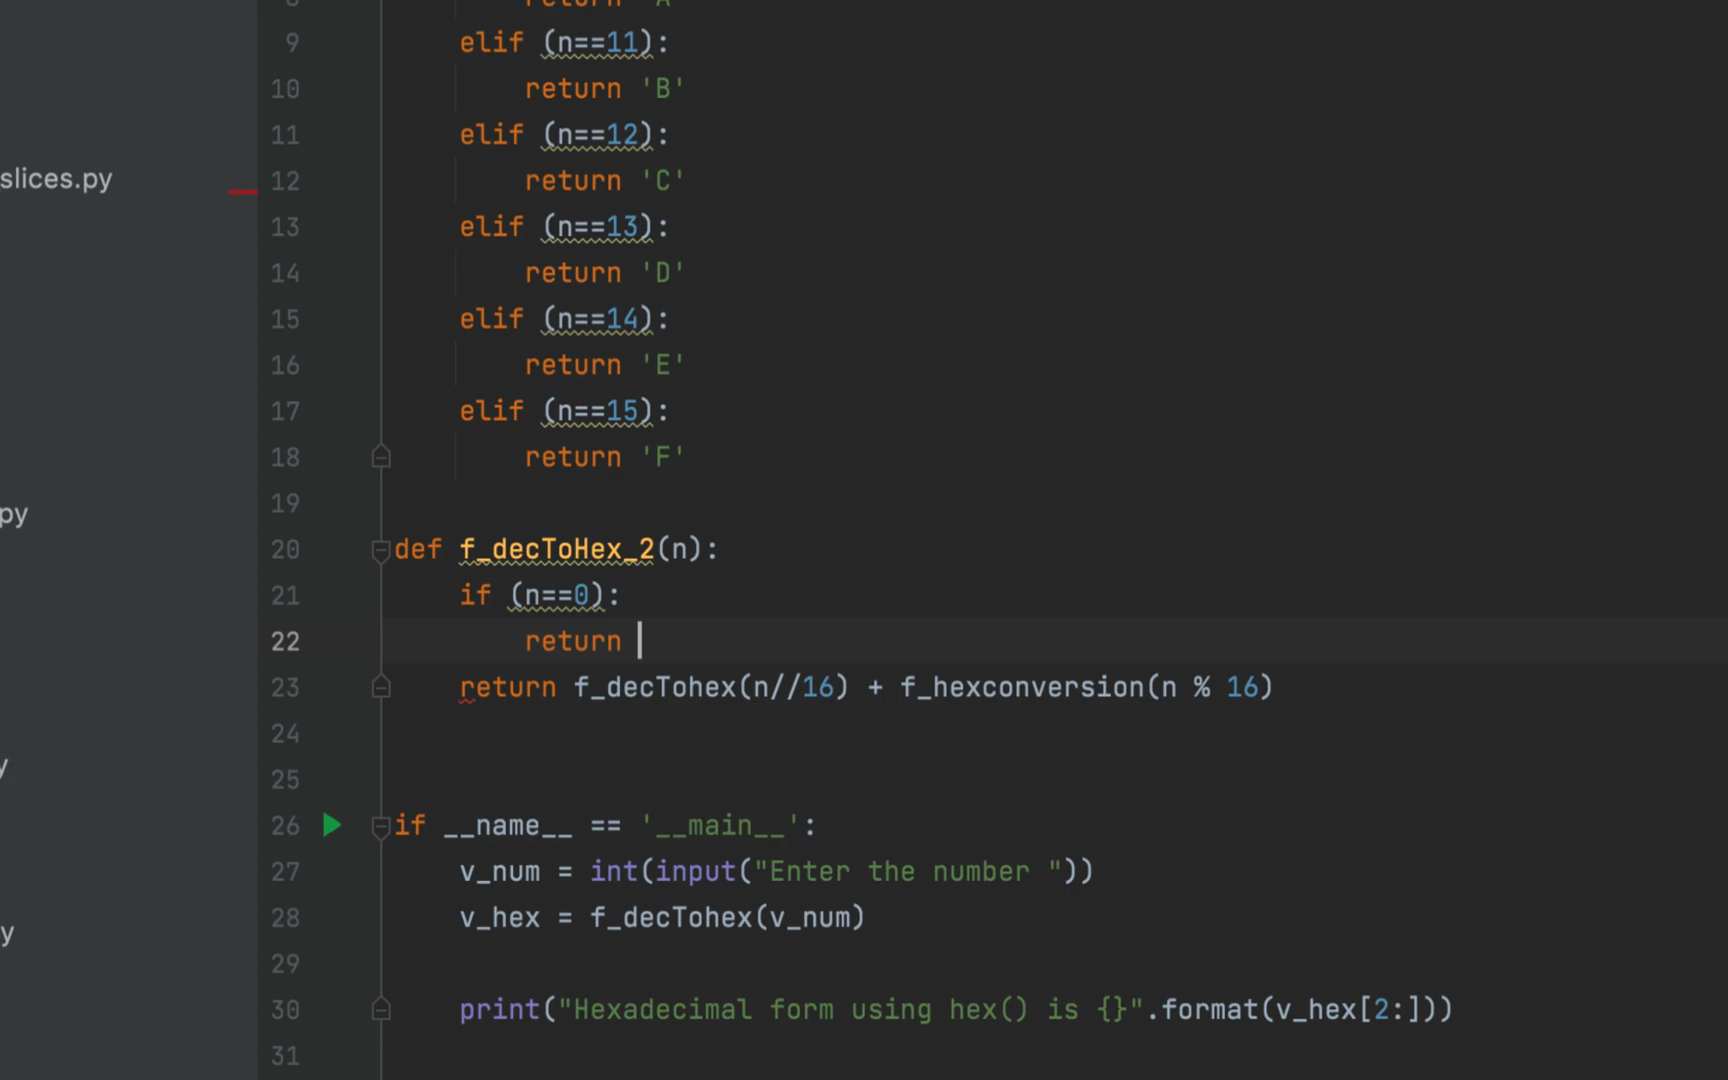 8 return 'A'
9 elif (n==11):
10 return 'B'
11 elif (n==12):
slices.py
12 return 'C'
13 elif (n==13):
14 return 'D'
15 elif (n==14):
16 return 'E'
17 elif (n==15):
18 return 'F'
19
py
20 def f_decToHex_2(n):
21 if (n==0):
22 return
23 return f_decTohex(n//16) + f_hexconversion(n % 16)
24
y
25
26 if __name__ == '__main__':
27 v_num = int(input("Enter the number "))
28 v_hex = f_decTohex(v_num)
y
29
30 print("Hexadecimal form using hex() is {}".format(v_hex[2:]))
31